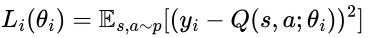 L_i(θ_i) = 𝔼_{s,a∼p}[(y_i − Q(s, a; θ_i))^2]